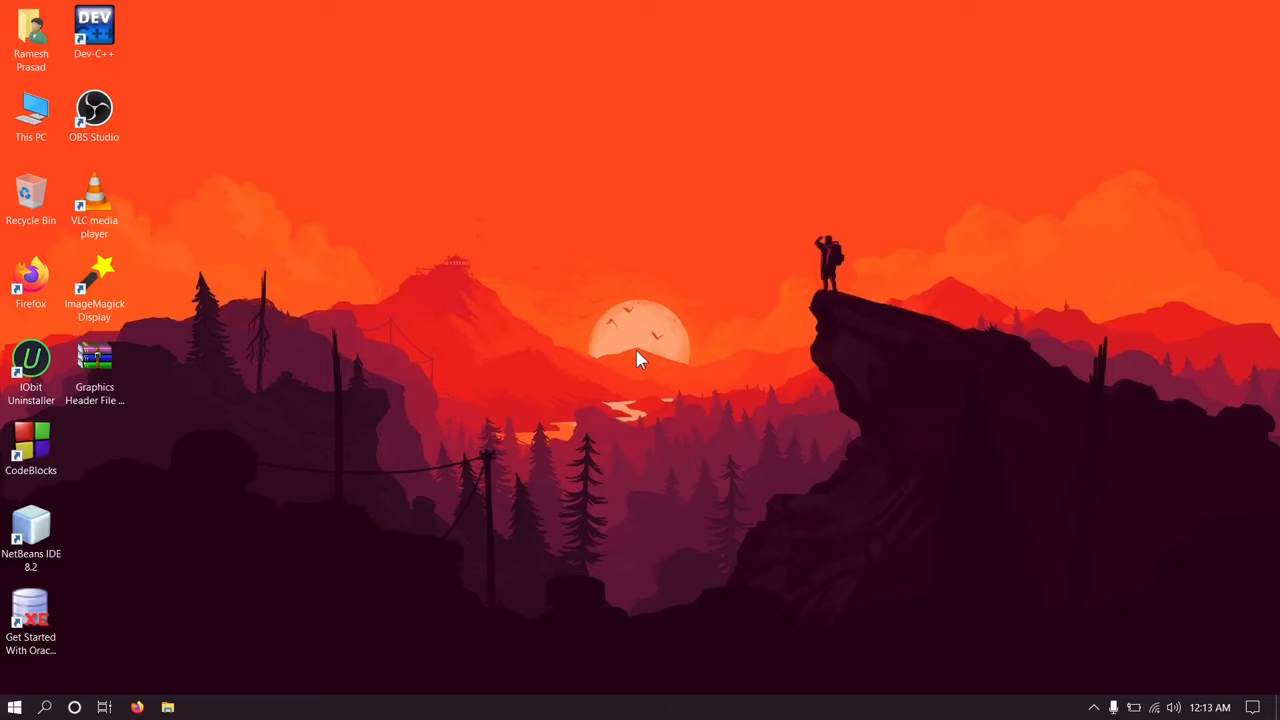 Ramesh
Prasad
DEV
C++
Dev-C++
This PC
OBS Studio
Recycle Bin
VLC media
player
Firefox
ImageMagick
Display
U
IObit
Uninstaller
Graphics
Header File ...
CodeBlocks
NetBeans IDE
8.2
XE
Get Started
With Orac...
12:13 AM